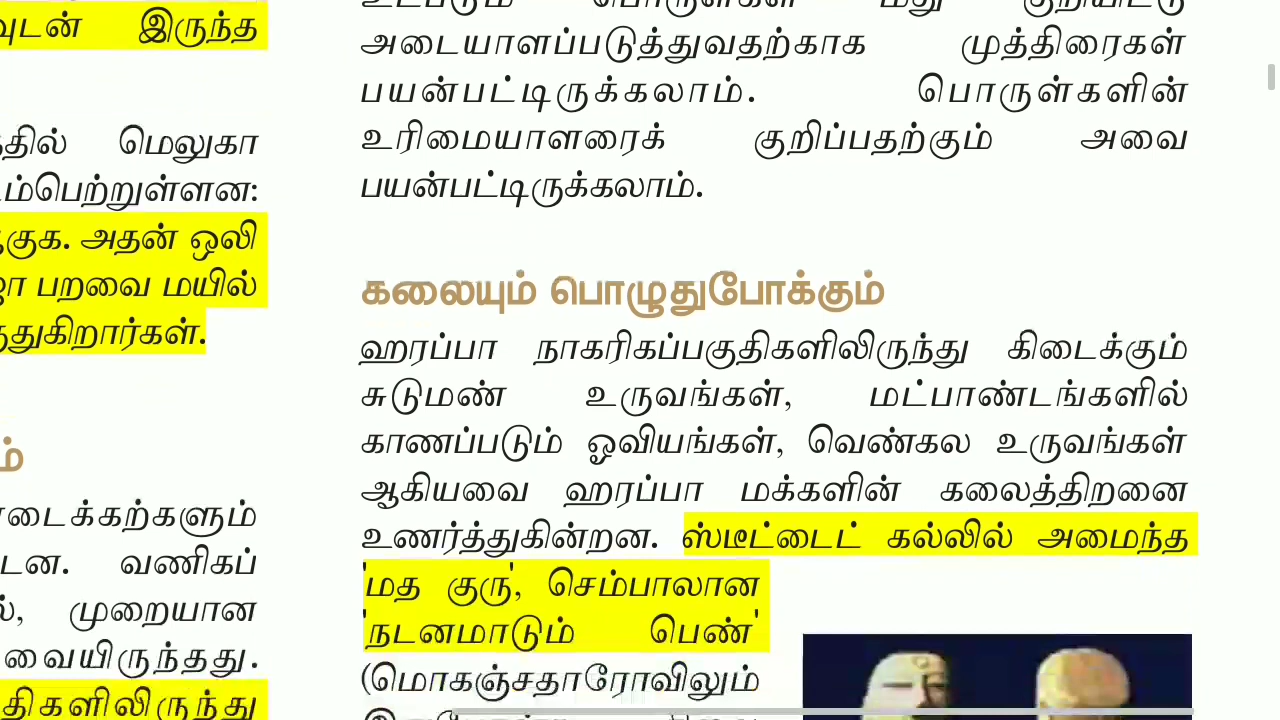 வுடன் இருந்த
தில் மெலுகா
ம்பெற்றுள்ளன:
குக. அதன் ஒலி
பறவை மயில்
துகிறார்கள்.
ம்
டைக்கற்களும்
டன. வணிகப்
ல், முறையான
வையிருந்தது.
திகளிலிருந்து
அடையாளப்படுத்துவதற்காக முத்திரைகள்
பயன்பட்டிருக்கலாம். பொருள்களின்
உரிமையாளரைக் குறிப்பதற்கும் அவை
பயன்பட்டிருக்கலாம்.
கலையும் பொழுதுபோக்கும்
ஹரப்பா நாகரிகப்பகுதிகளிலிருந்து கிடைக்கும்
சுடுமண் உருவங்கள், மட்பாண்டங்களில்
காணப்படும் ஓவியங்கள், வெண்கல உருவங்கள்
ஆகியவை ஹரப்பா மக்களின் கலைத்திறனை
உணர்த்துகின்றன. ஸ்டீட்டைட் கல்லில் அமைந்த
'மத குரு', செம்பாலான
'நடனமாடும் பெண்'
(மொகஞ்சதாரோவிலும்